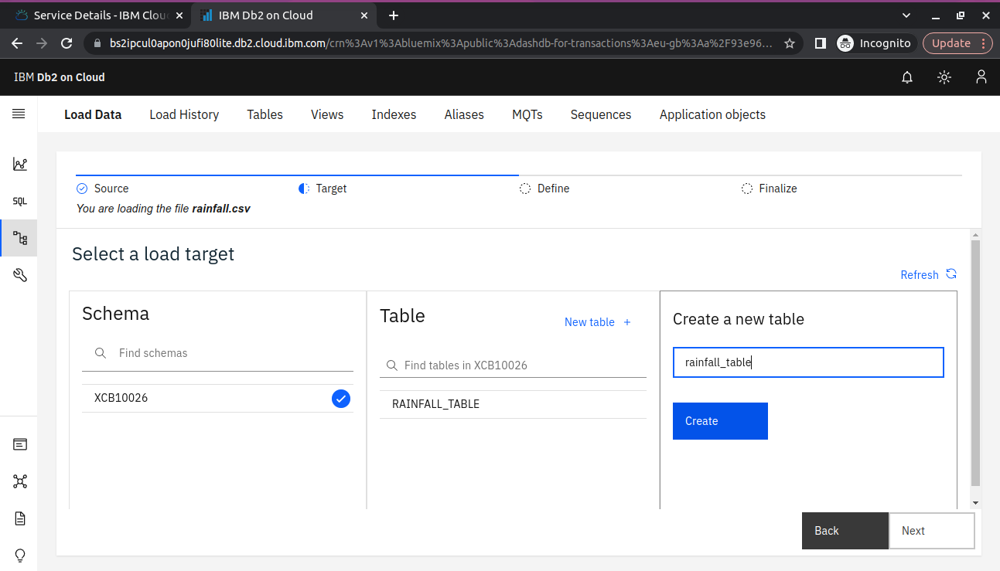 Service Details - IBM Clou
IBM Db2 on Cloud
bs2ipcul0apon0jufi80lite.db2.cloud.ibm.com/crn%3Av1%3Abluemix%3Apublic%3Adashdb-for-transactions%3Aeu-gb%3Aa%2F93e96...
Incognito
Update
IBM Db2 on Cloud
Load Data
Load History
Tables
Views
Indexes
Aliases
MQTs
Sequences
Application objects
SQL
Source
Target
Define
Finalize
You are loading the file rainfall.csv
Select a load target
Refresh
Schema
Find schemas
XCB10026
Table
New table +
Find tables in XCB10026
RAINFALL_TABLE
Create a new table
rainfall_table
Create
Back
Next